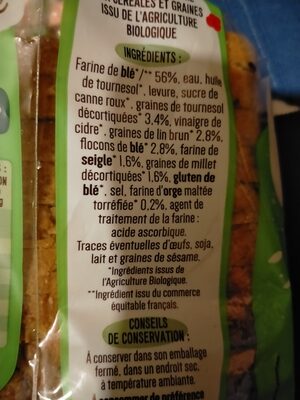 CÉRÉALES ET GRAINES
ISSU DE L'AGRICULTURE
BIOLOGIQUE
INGRÉDIENTS :
Farine de blé*/** 56%, eau, huile
de tournesol*, levure, sucre de
canne roux*, graines de tournesol
décortiquées* 3,4%, vinaigre de
cidre*, graines de lin brun* 2,8%,
flocons de blé* 2,8%, farine de
seigle* 1,6%, graines de millet
décortiquées* 1,6%, gluten de
blé*, sel, farine d'orge maltée
torréfiée* 0,2%, agent de
traitement de la farine :
acide ascorbique.
Traces éventuelles d'œufs, soja,
lait et graines de sésame.
*Ingrédients issus de
l'Agriculture Biologique.
**Ingrédient issu du commerce
équitable français.
CONSEILS
DE CONSERVATION :
À conserver dans son emballage
fermé, dans un endroit sec,
à température ambiante.
À consommer de préférence